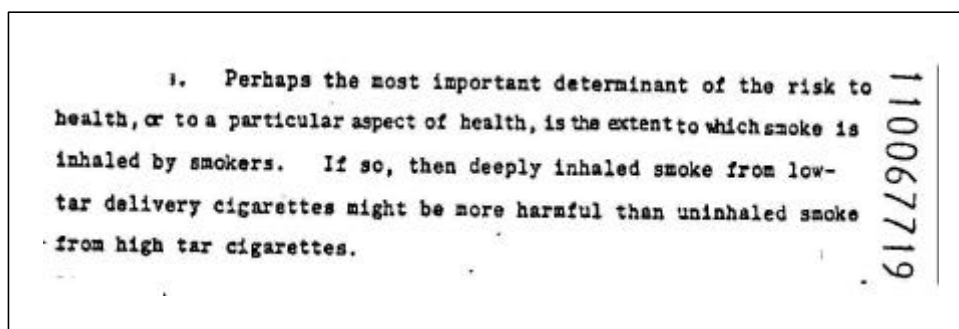 1. Perhaps the most important determinant of the risk to
health, or to a particular aspect of health, is the extent to which smoke is
inhaled by smokers. If so, then deeply inhaled smoke from low-
tar delivery cigarettes might be more harmful than uninhaled smoke
from high tar cigarettes.
110067719